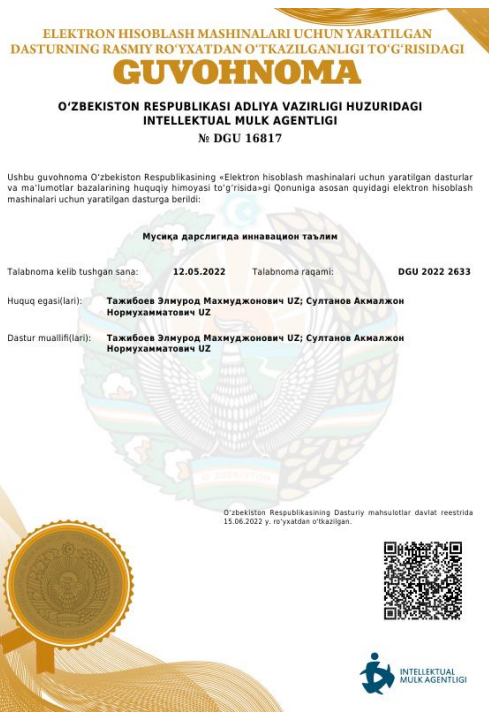 ELEKTRON HISOBLASH MASHINALARI UCHUN YARATILGAN
DASTURNING RASMIY RO‘YXATDAN O‘TKAZILGANLIGI TO‘G‘RISIDAGI
GUVOHNOMA
O‘ZBEKISTON RESPUBLIKASI ADLIYA VAZIRLIGI HUZURIDAGI
INTELLEKTUAL MULK AGENTLIGI
№ DGU 16817
Ushbu guvohnoma O‘zbekiston Respublikasining «Elektron hisoblash mashinalari uchun yaratilgan dasturlar
va ma’lumotlar bazalarining huquqiy himoyasi to‘g‘risida»gi Qonuniga asosan quyidagi elektron hisoblash
mashinalari uchun yaratilgan dasturga berildi:
Мусиқа дарслигида иннавацион таълим
Talabnoma kelib tushgan sana: 12.05.2022 Talabnoma raqami: DGU 2022 2633
Huquq egasi(lari): Тажибоев Элмурод Махмуджонович UZ; Султанов Акмалжон
Нормухамматович UZ
Dastur muallifi(lari): Тажибоев Элмурод Махмуджонович UZ; Султанов Акмалжон
Нормухамматович UZ
O‘zbekiston Respublikasining Dasturiy mahsulotlar davlat reestrida
15.06.2022 y. ro‘yxatdan o‘tkazilgan.
INTELLEKTUAL
MULK AGENTLIGI